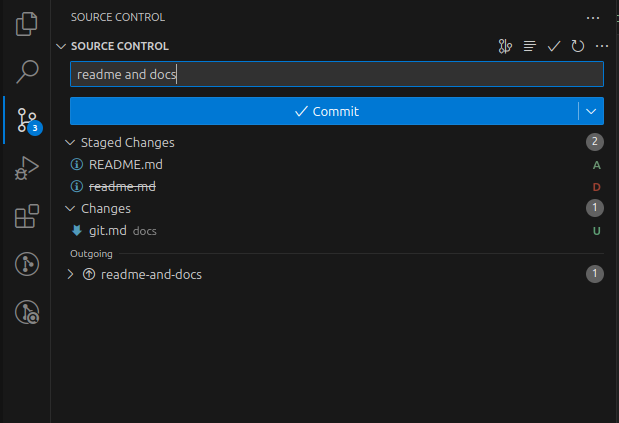 SOURCE CONTROL
SOURCE CONTROL
readme and docs
Commit
3
Staged Changes 2
README.md A
readme.md D
Changes 1
git.md docs U
Outgoing
readme-and-docs 1